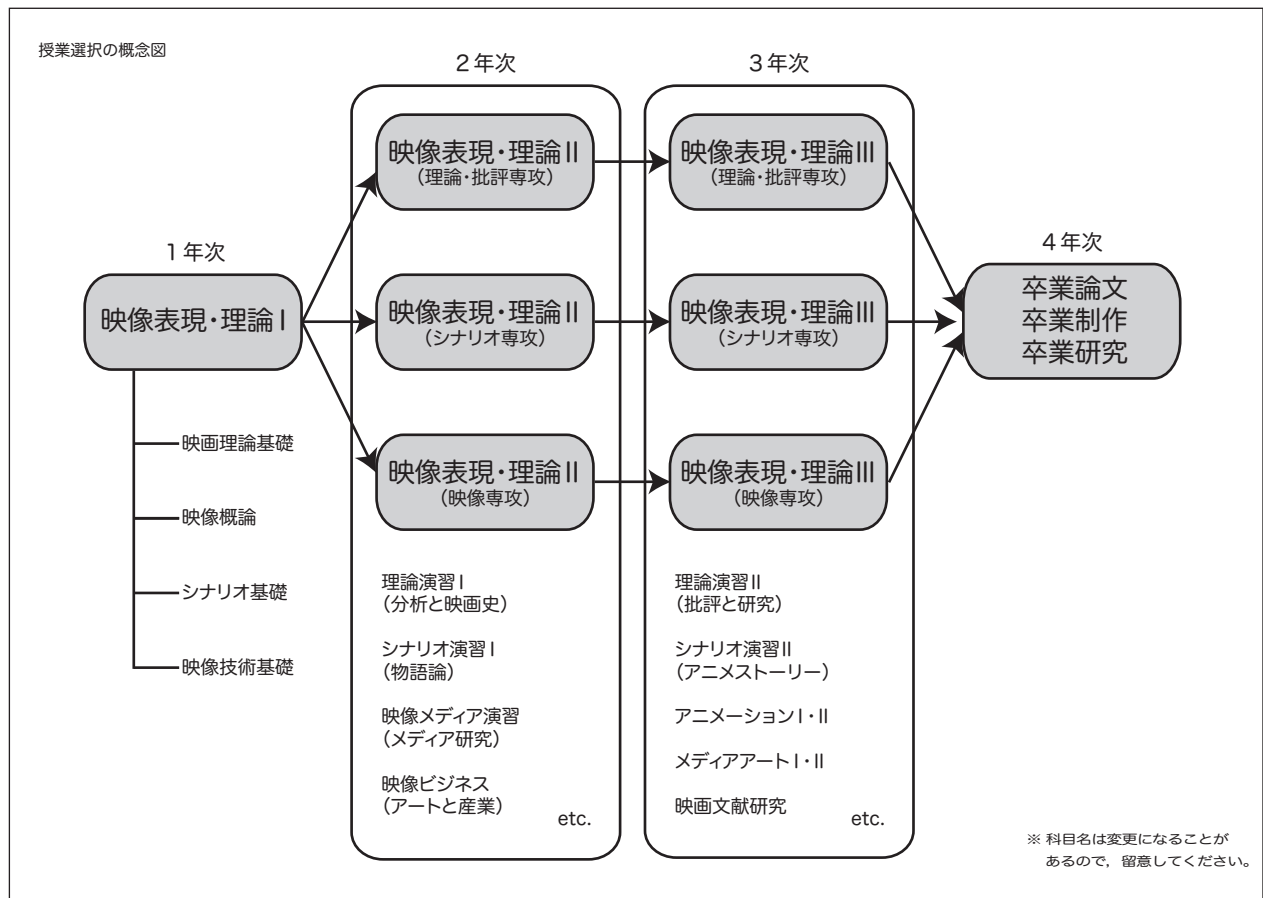 授業選択の概念図
1年次
映像表現・理論Ⅰ
映画理論基礎
映像概論
シナリオ基礎
映像技術基礎
2年次
映像表現・理論Ⅱ
（理論・批評専攻）
映像表現・理論Ⅱ
（シナリオ専攻）
映像表現・理論Ⅱ
（映像専攻）
理論演習Ⅰ
（分析と映画史）
シナリオ演習Ⅰ
（物語論）
映像メディア演習
（メディア研究）
映像ビジネス
（アートと産業）
etc.
3年次
映像表現・理論Ⅲ
（理論・批評専攻）
映像表現・理論Ⅲ
（シナリオ専攻）
映像表現・理論Ⅲ
（映像専攻）
理論演習Ⅱ
（批評と研究）
シナリオ演習Ⅱ
（アニメストーリー）
アニメーションⅠ・Ⅱ
メディアアートⅠ・Ⅱ
映画文献研究
etc.
4年次
卒業論文
卒業制作
卒業研究
※ 科目名は変更になることが
あるので，留意してください。